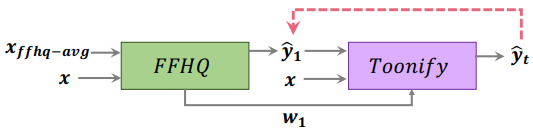 x_ffhq-avg
x
FFHQ
ŷ_1
x
Toonify
ŷ_t
w_1